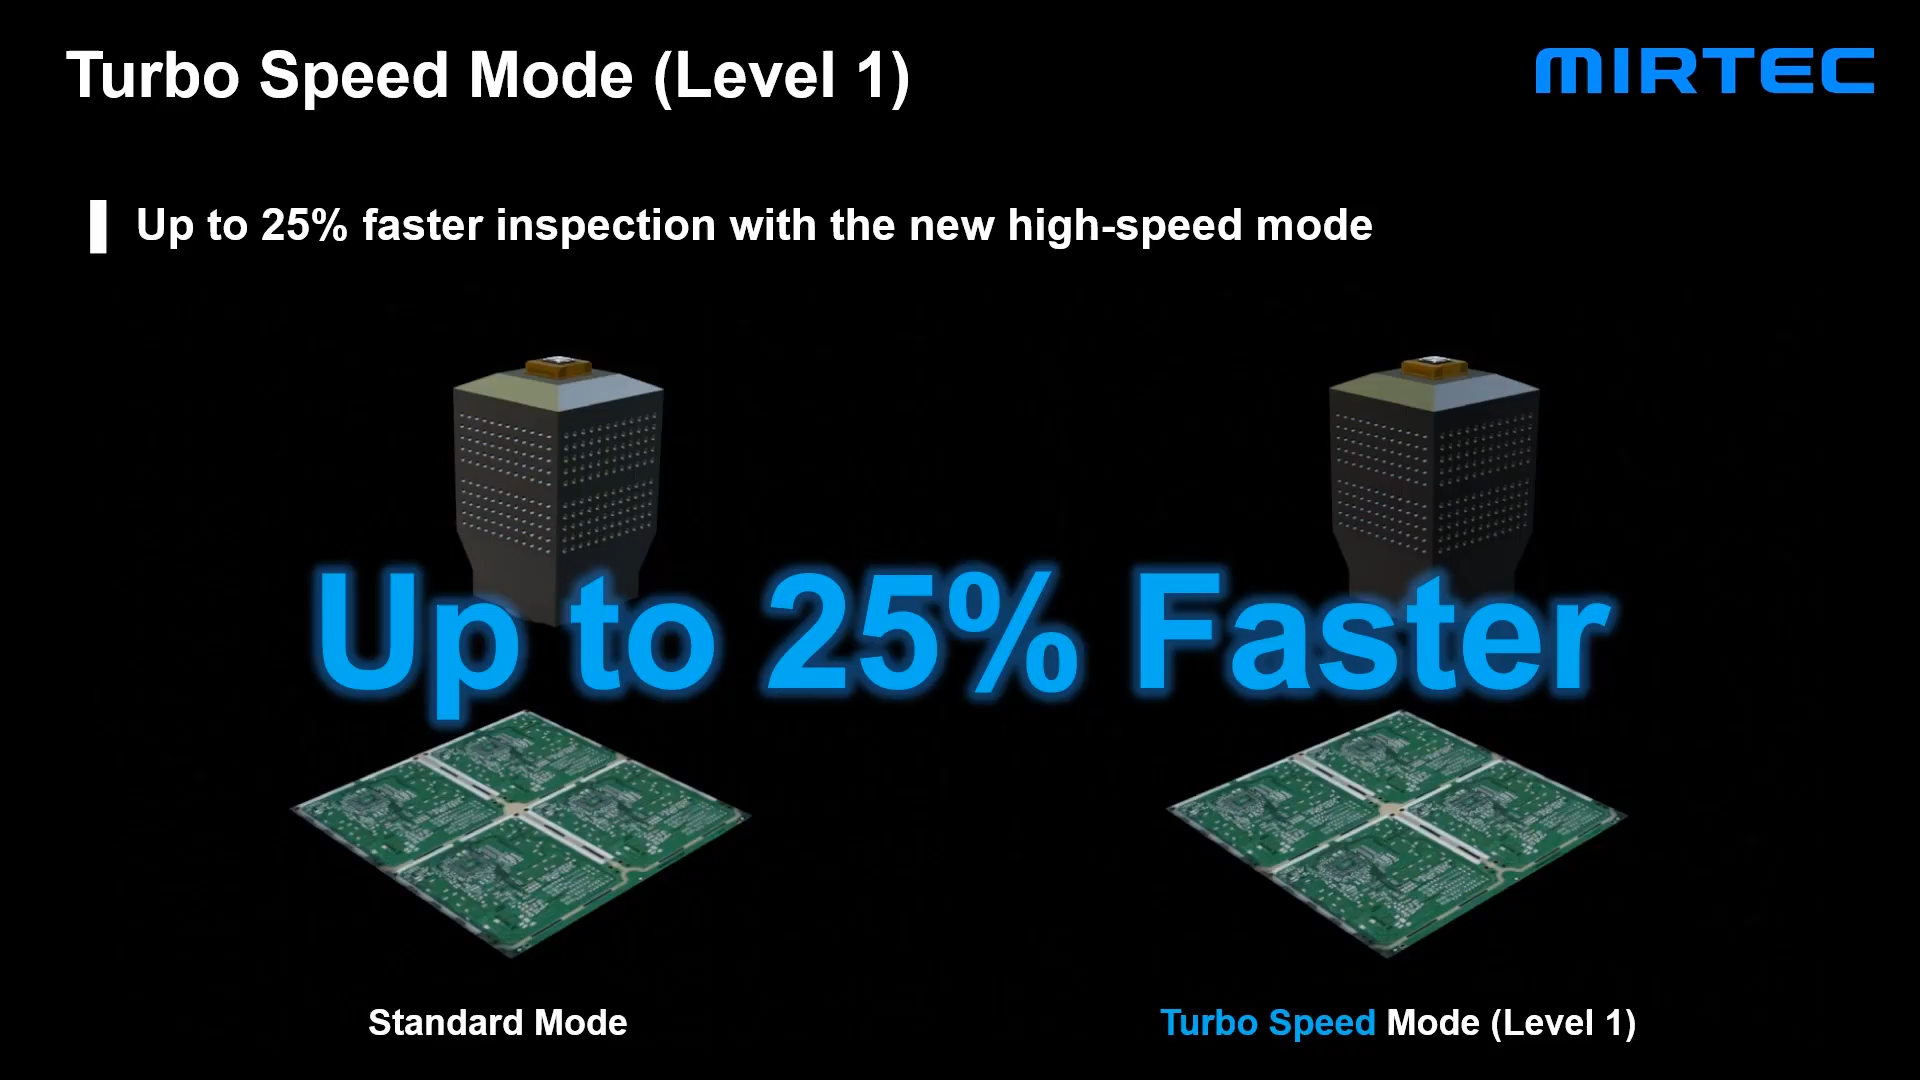 Turbo Speed Mode (Level 1)
MIRTEC
Up to 25% faster inspection with the new high-speed mode
Up to 25% Faster
Standard Mode
Turbo Speed Mode (Level 1)